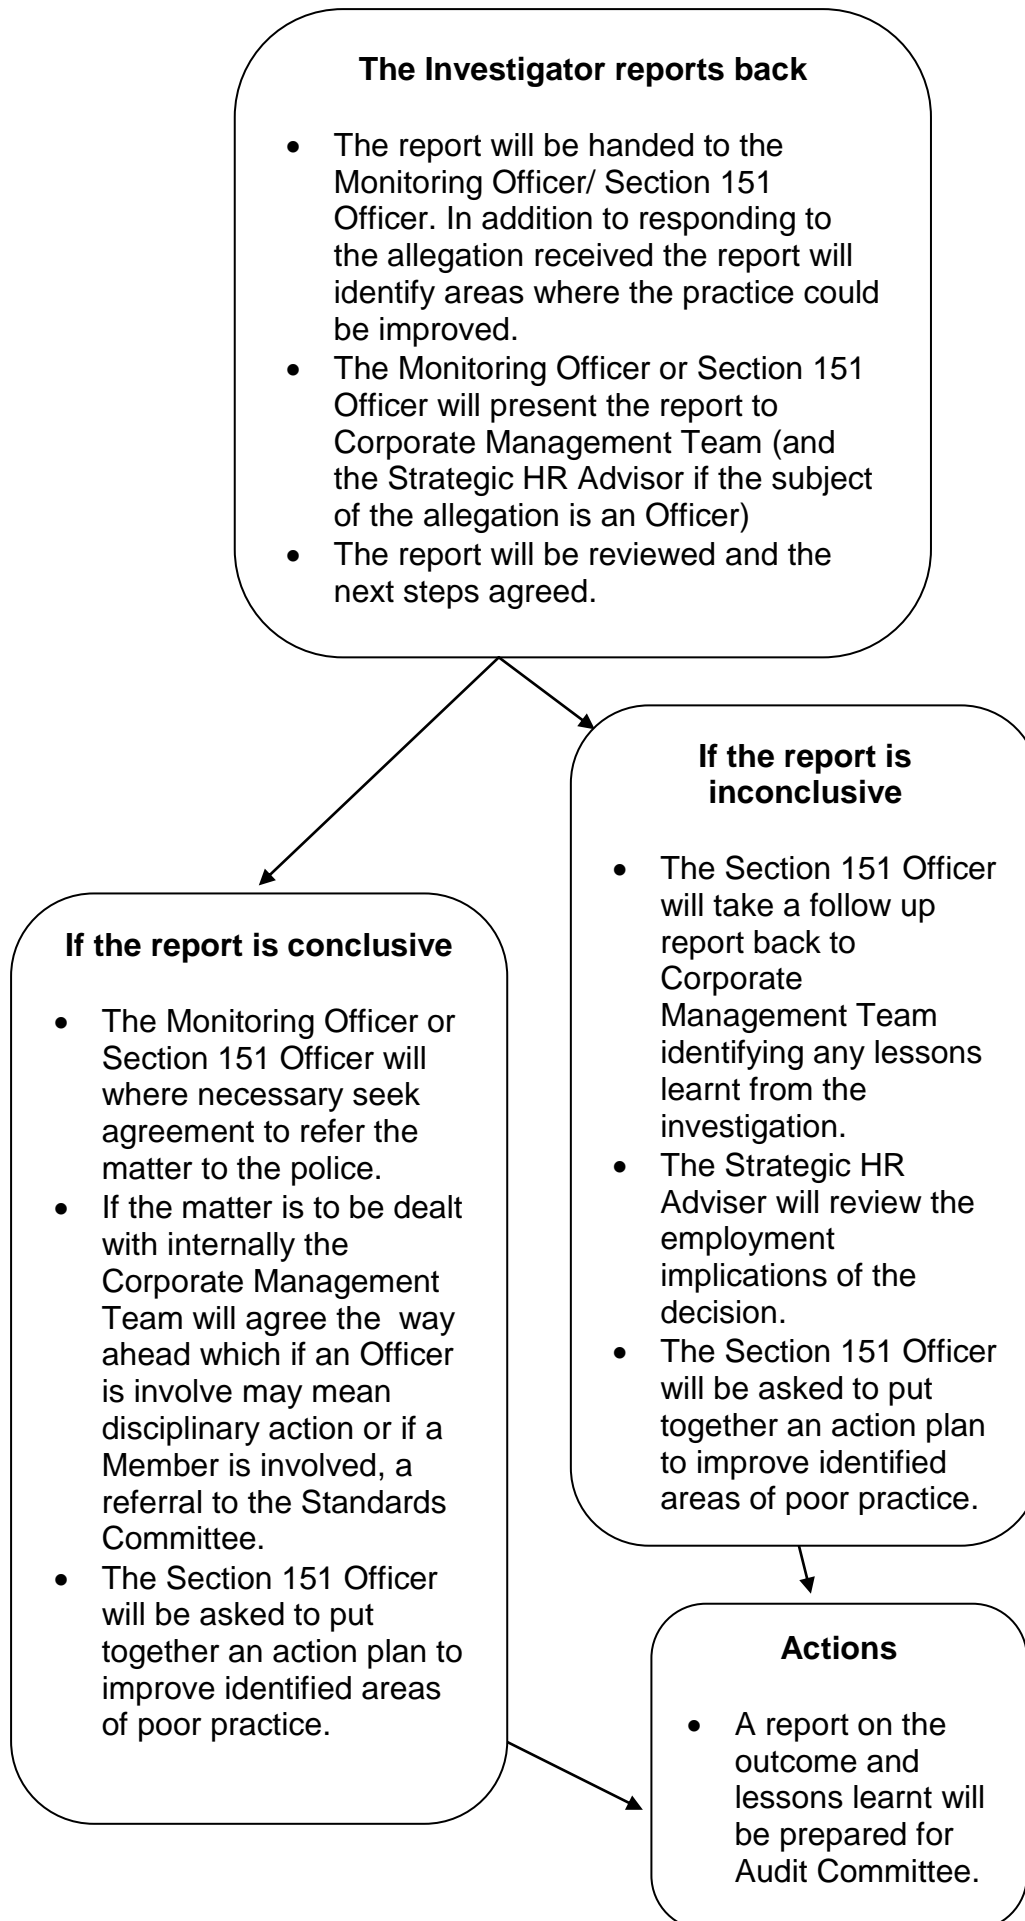 The Investigator reports back
• The report will be handed to the
Monitoring Officer/ Section 151
Officer. In addition to responding to
the allegation received the report will
identify areas where the practice could
be improved.
• The Monitoring Officer or Section 151
Officer will present the report to
Corporate Management Team (and
the Strategic HR Advisor if the subject
of the allegation is an Officer)
• The report will be reviewed and the
next steps agreed.
If the report is conclusive
• The Monitoring Officer or
Section 151 Officer will
where necessary seek
agreement to refer the
matter to the police.
• If the matter is to be dealt
with internally the
Corporate Management
Team will agree the  way
ahead which if an Officer
is involve may mean
disciplinary action or if a
Member is involved, a
referral to the Standards
Committee.
• The Section 151 Officer
will be asked to put
together an action plan to
improve identified areas
of poor practice.
If the report is
inconclusive
• The Section 151 Officer
will take a follow up
report back to
Corporate
Management Team
identifying any lessons
learnt from the
investigation.
• The Strategic HR
Adviser will review the
employment
implications of the
decision.
• The Section 151 Officer
will be asked to put
together an action plan
to improve identified
areas of poor practice.
Actions
• A report on the
outcome and
lessons learnt will
be prepared for
Audit Committee.